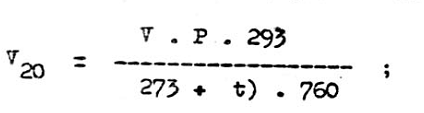 V . P . 293
V20 = ------------------- ;
273 + t) . 760